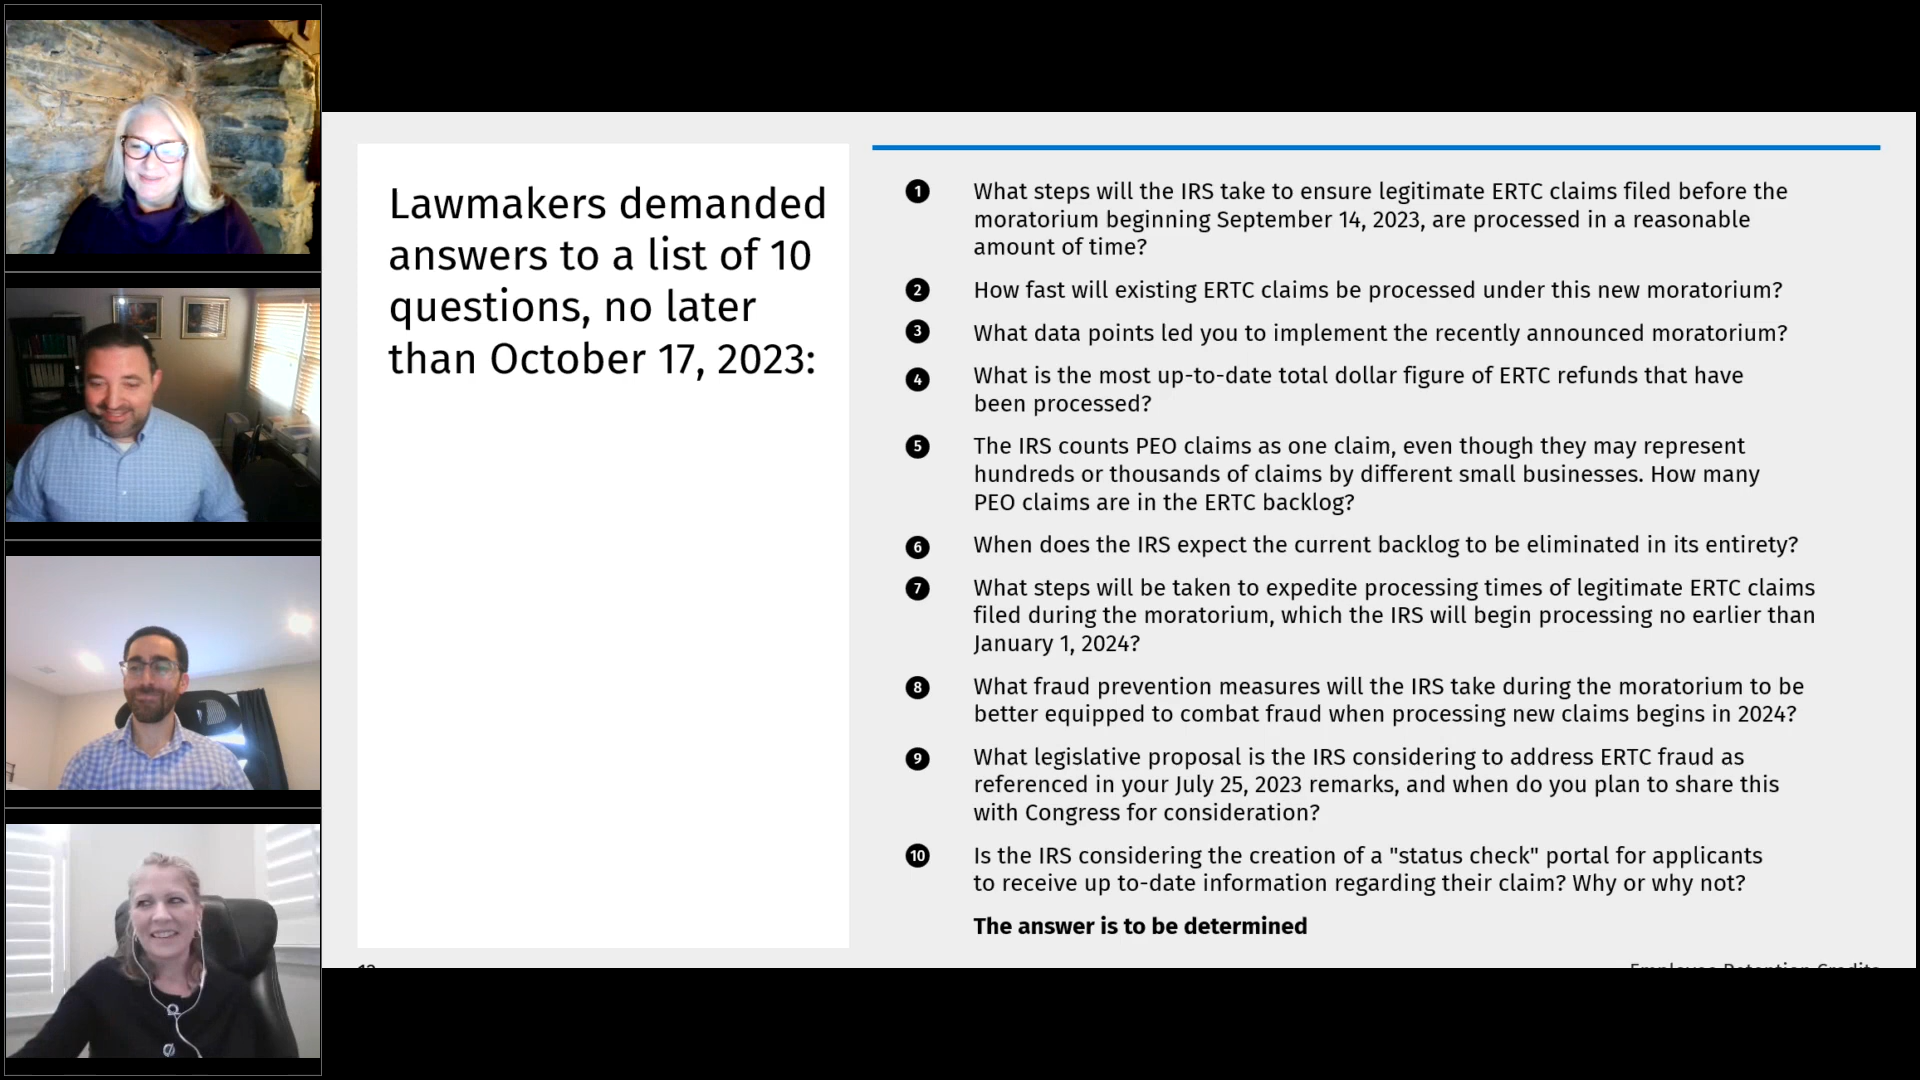 Lawmakers demanded
answers to a list of 10
questions, no later
than October 17, 2023:
1 What steps will the IRS take to ensure legitimate ERTC claims filed before the
moratorium beginning September 14, 2023, are processed in a reasonable
amount of time?
2 How fast will existing ERTC claims be processed under this new moratorium?
3 What data points led you to implement the recently announced moratorium?
4 What is the most up-to-date total dollar figure of ERTC refunds that have
been processed?
5 The IRS counts PEO claims as one claim, even though they may represent
hundreds or thousands of claims by different small businesses. How many
PEO claims are in the ERTC backlog?
6 When does the IRS expect the current backlog to be eliminated in its entirety?
7 What steps will be taken to expedite processing times of legitimate ERTC claims
filed during the moratorium, which the IRS will begin processing no earlier than
January 1, 2024?
8 What fraud prevention measures will the IRS take during the moratorium to be
better equipped to combat fraud when processing new claims begins in 2024?
9 What legislative proposal is the IRS considering to address ERTC fraud as
referenced in your July 25, 2023 remarks, and when do you plan to share this
with Congress for consideration?
10 Is the IRS considering the creation of a "status check" portal for applicants
to receive up to-date information regarding their claim? Why or why not?
The answer is to be determined
Employee Retention Credits